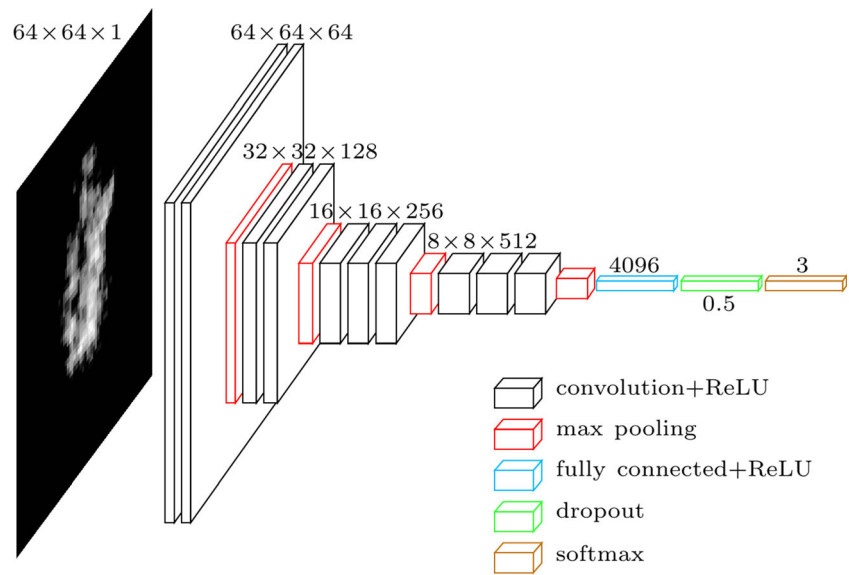 64×64×1
64×64×64
32×32×128
16×16×256
8×8×512
4096
0.5
3
convolution+ReLU
max pooling
fully connected+ReLU
dropout
softmax